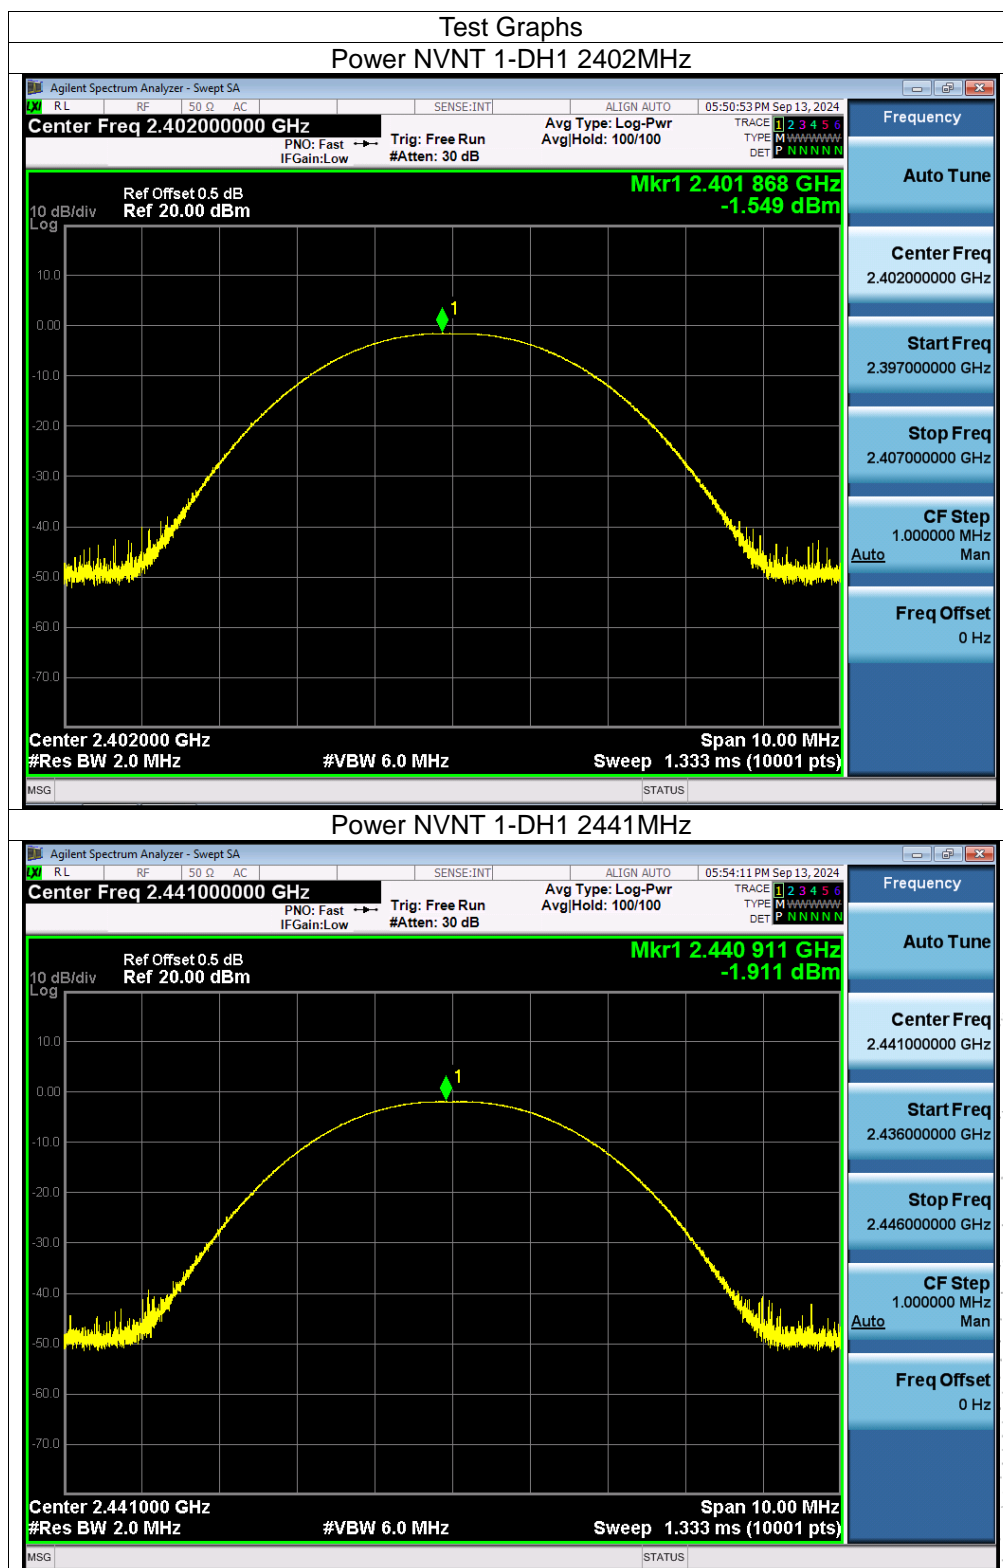 Test Graphs
Power NVNT 1-DH1 2402MHz
Agilent Spectrum Analyzer - Swept SA
LXI RL RF 50 Ω AC SENSE:INT ALIGN AUTO 05:50:53 PM Sep 13, 2024
Center Freq 2.402000000 GHz
PNO: Fast
IFGain:Low
Trig: Free Run
#Atten: 30 dB
Avg Type: Log-Pwr
Avg|Hold: 100/100
TRACE 1 2 3 4 5 6
TYPE M WWWWW
DET P N N N N N
Frequency
Auto Tune
Center Freq
2.402000000 GHz
Start Freq
2.397000000 GHz
Stop Freq
2.407000000 GHz
CF Step
1.000000 MHz
Auto Man
Freq Offset
0 Hz
Mkr1 2.401 868 GHz
-1.549 dBm
Ref Offset 0.5 dB
10 dB/div Ref 20.00 dBm
Log
1
10.0
0.00
-10.0
-20.0
-30.0
-40.0
-50.0
-60.0
-70.0
Center 2.402000 GHz Span 10.00 MHz
#Res BW 2.0 MHz #VBW 6.0 MHz Sweep 1.333 ms (10001 pts)
MSG STATUS
Power NVNT 1-DH1 2441MHz
Agilent Spectrum Analyzer - Swept SA
LXI RL RF 50 Ω AC SENSE:INT ALIGN AUTO 05:54:11 PM Sep 13, 2024
Center Freq 2.441000000 GHz
PNO: Fast
IFGain:Low
Trig: Free Run
#Atten: 30 dB
Avg Type: Log-Pwr
Avg|Hold: 100/100
TRACE 1 2 3 4 5 6
TYPE M WWWWW
DET P N N N N N
Frequency
Auto Tune
Center Freq
2.441000000 GHz
Start Freq
2.436000000 GHz
Stop Freq
2.446000000 GHz
CF Step
1.000000 MHz
Auto Man
Freq Offset
0 Hz
Mkr1 2.440 911 GHz
-1.911 dBm
Ref Offset 0.5 dB
10 dB/div Ref 20.00 dBm
Log
1
10.0
0.00
-10.0
-20.0
-30.0
-40.0
-50.0
-60.0
-70.0
Center 2.441000 GHz Span 10.00 MHz
#Res BW 2.0 MHz #VBW 6.0 MHz Sweep 1.333 ms (10001 pts)
MSG STATUS